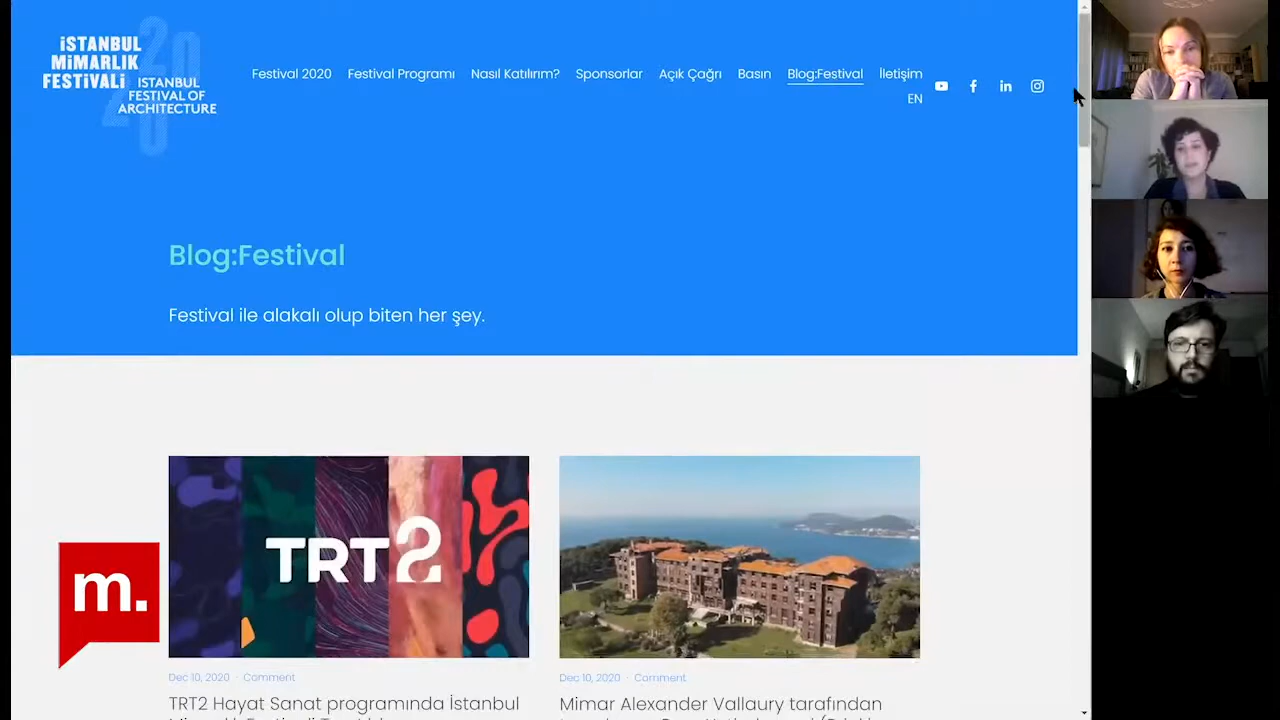 İSTANBUL
MİMARLIK
FESTİVALİ
ISTANBUL
FESTIVAL OF
ARCHITECTURE
2020
Festival 2020 Festival Programı Nasıl Katılırım? Sponsorlar Açık Çağrı Basın Blog:Festival İletişim
EN
Blog:Festival
Festival ile alakalı olup biten her şey.
TRT2
m.
Dec 10, 2020 · Comment
TRT2 Hayat Sanat programında İstanbul
Dec 10, 2020 · Comment
Mimar Alexander Vallaury tarafından